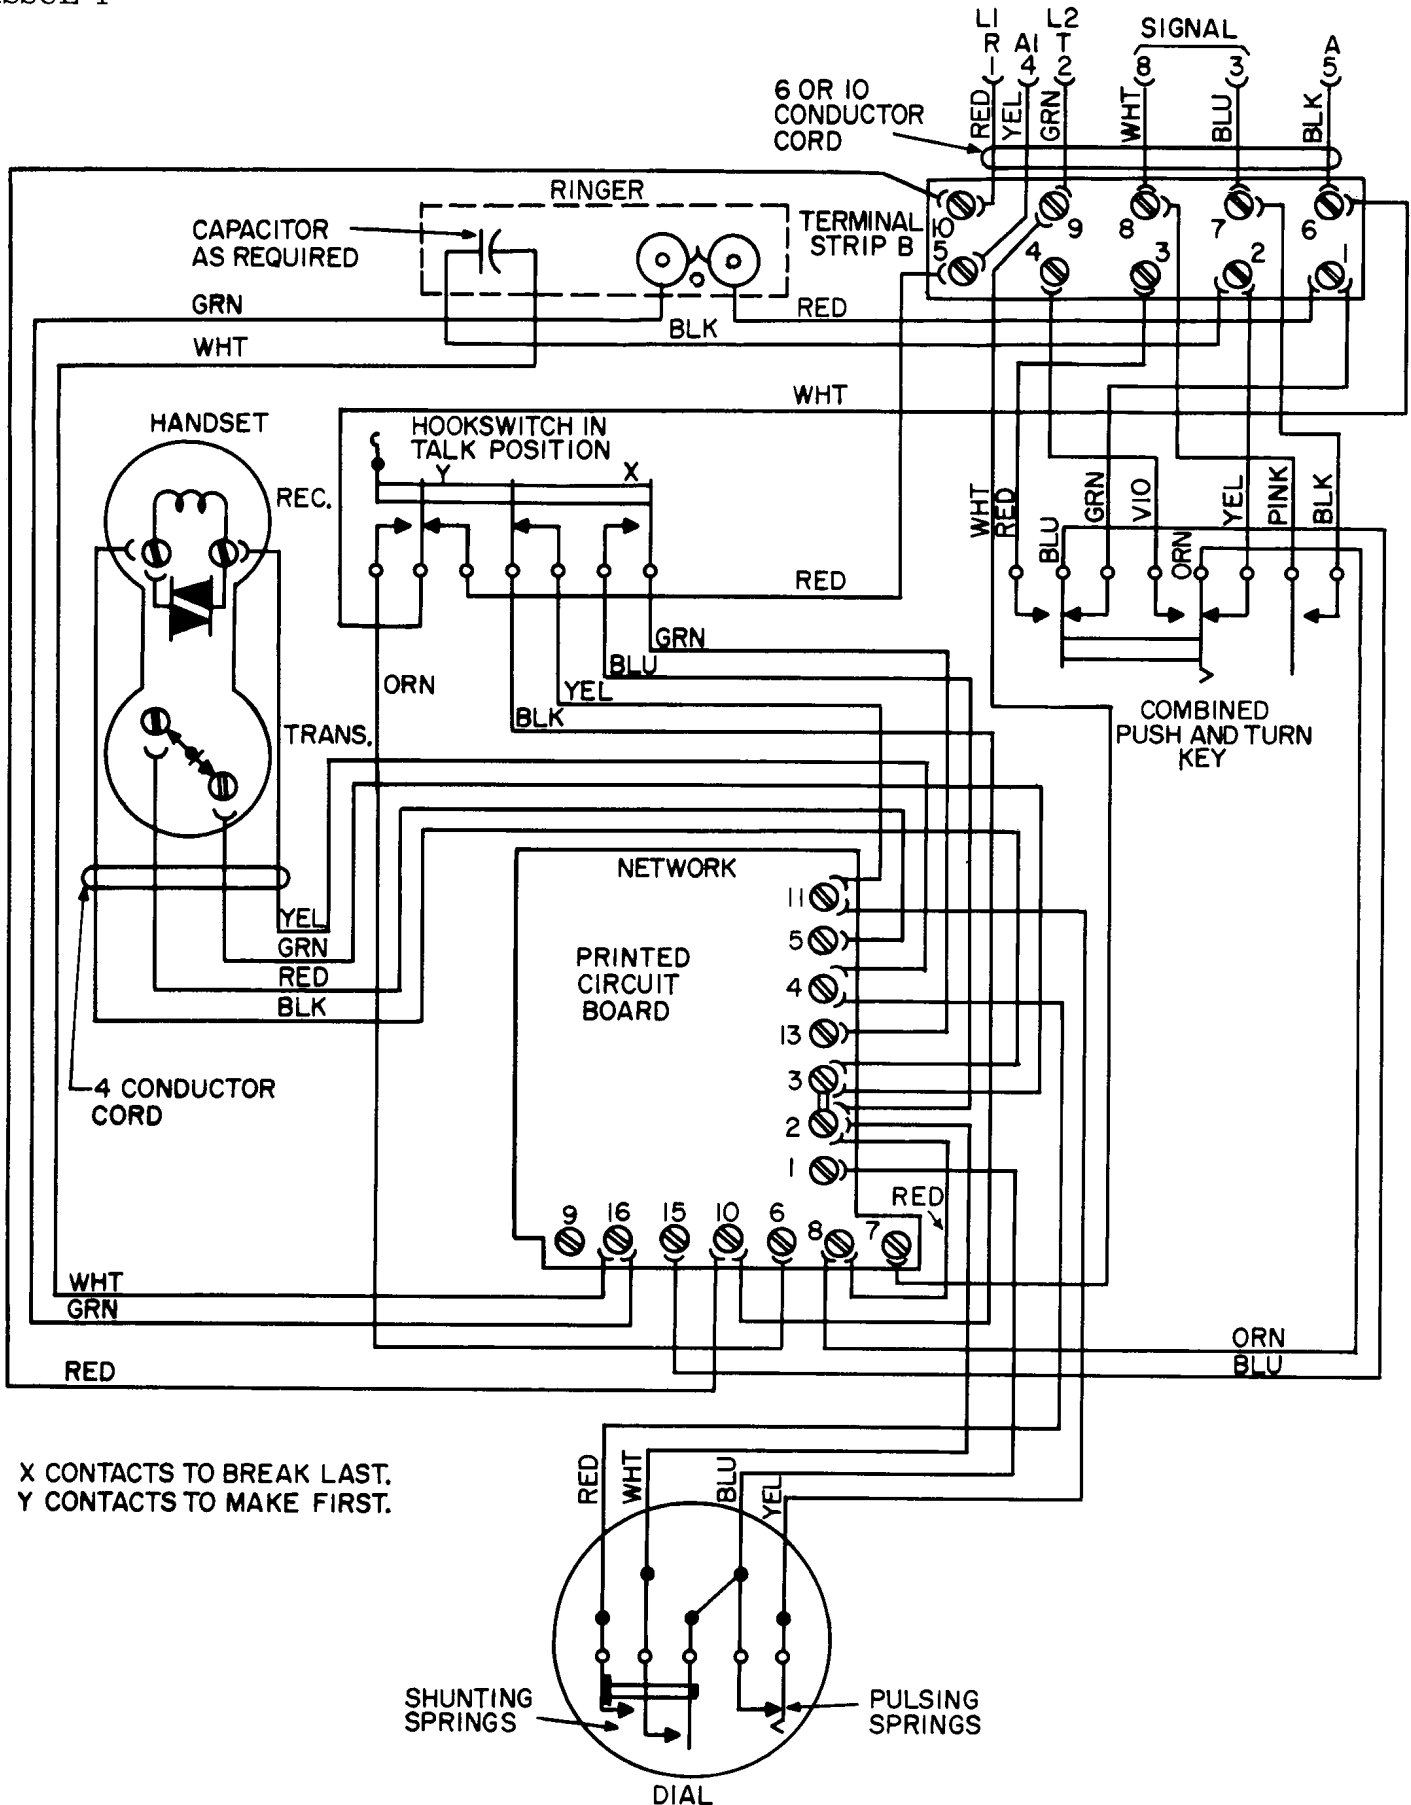 L1 L2
R A1 T SIGNAL A
1 4 2 8 3 5
6 OR 10
CONDUCTOR
CORD
RED YEL GRN WHT BLU BLK
RINGER
CAPACITOR
AS REQUIRED
TERMINAL
STRIP B
10 9 8 7 6
5 4 3 2 1
GRN
BLK
RED
WHT
WHT
HANDSET
HOOKSWITCH IN
TALK POSITION
Y X
REC.
WHT RED BLU GRN VIO ORN YEL PINK BLK
RED
GRN
BLU
YEL
BLK
ORN
TRANS.
COMBINED
PUSH AND TURN
KEY
NETWORK
PRINTED
CIRCUIT
BOARD
11
5
4
13
3
2
1
YEL
GRN
RED
BLK
4 CONDUCTOR
CORD
RED
9 16 15 10 6 8 7
WHT
GRN
RED
ORN
BLU
X CONTACTS TO BREAK LAST.
Y CONTACTS TO MAKE FIRST.
RED WHT BLU YEL
SHUNTING
SPRINGS
PULSING
SPRINGS
DIAL